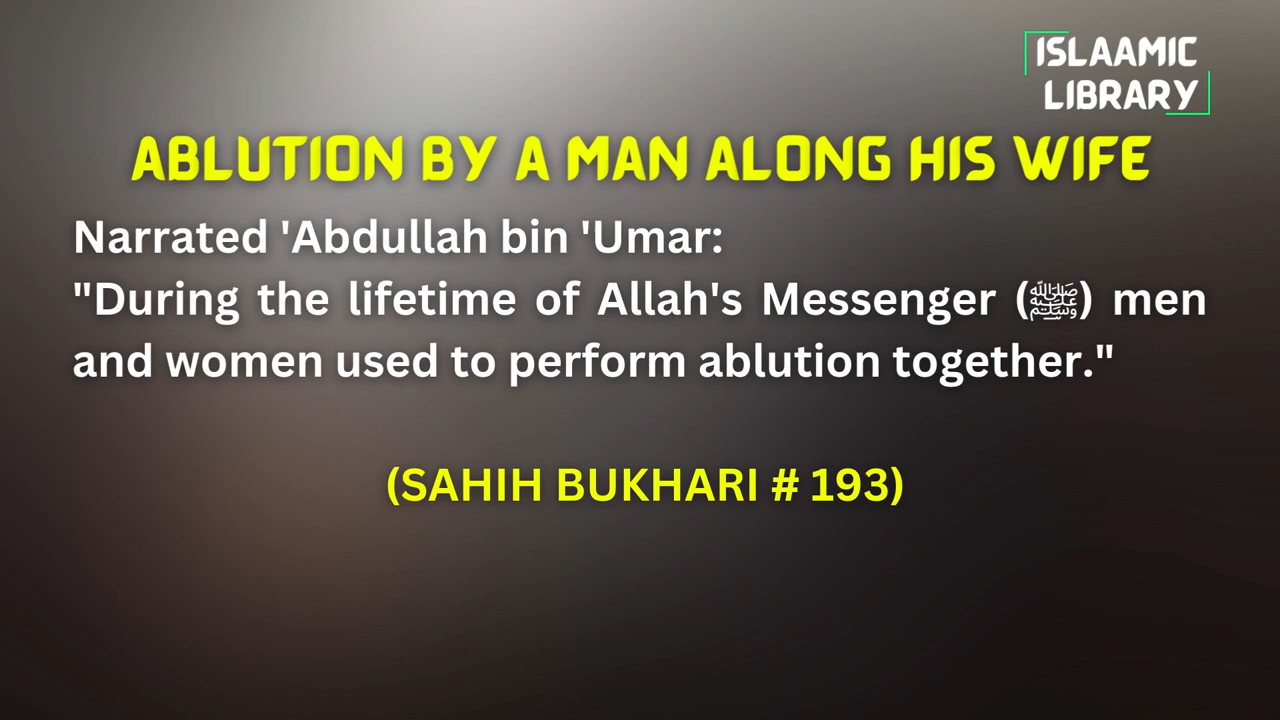 ISLAAMIC
LIBRARY
ABLUTION BY A MAN ALONG HIS WIFE
Narrated 'Abdullah bin 'Umar:
"During the lifetime of Allah's Messenger (ﷺ) men
and women used to perform ablution together."
(SAHIH BUKHARI # 193)